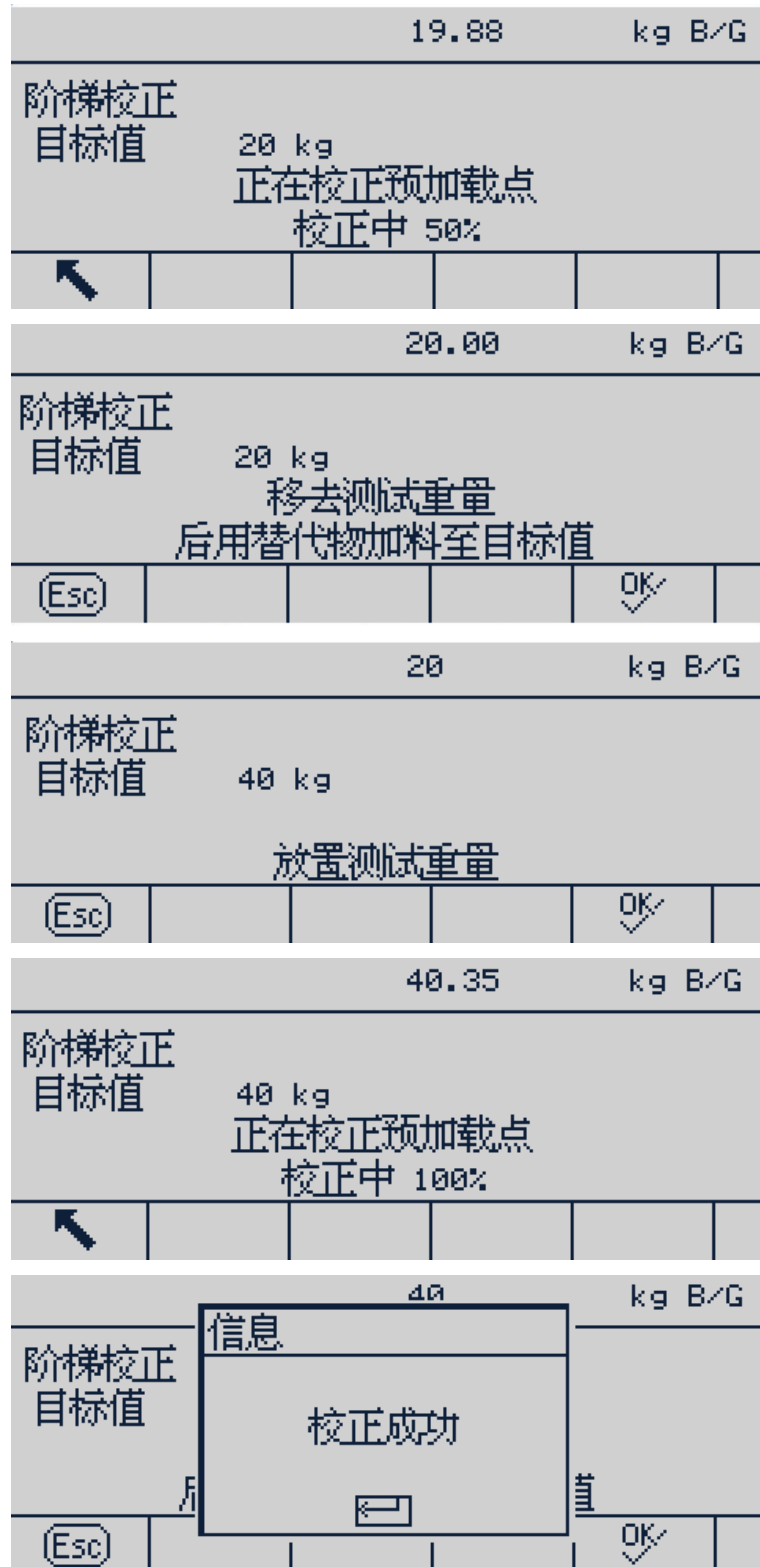 19.88 kg B/G
阶梯校正
目标值 20 kg
正在校正预加载点
校正中 50%
20.00 kg B/G
阶梯校正
目标值 20 kg
移去测试重量
后用替代物加料至目标值
Esc OK
20 kg B/G
阶梯校正
目标值 40 kg
放置测试重量
Esc OK
40.35 kg B/G
阶梯校正
目标值 40 kg
正在校正预加载点
校正中 100%
40 kg B/G
信息
阶梯校正
目标值
校正成功
值
Esc OK